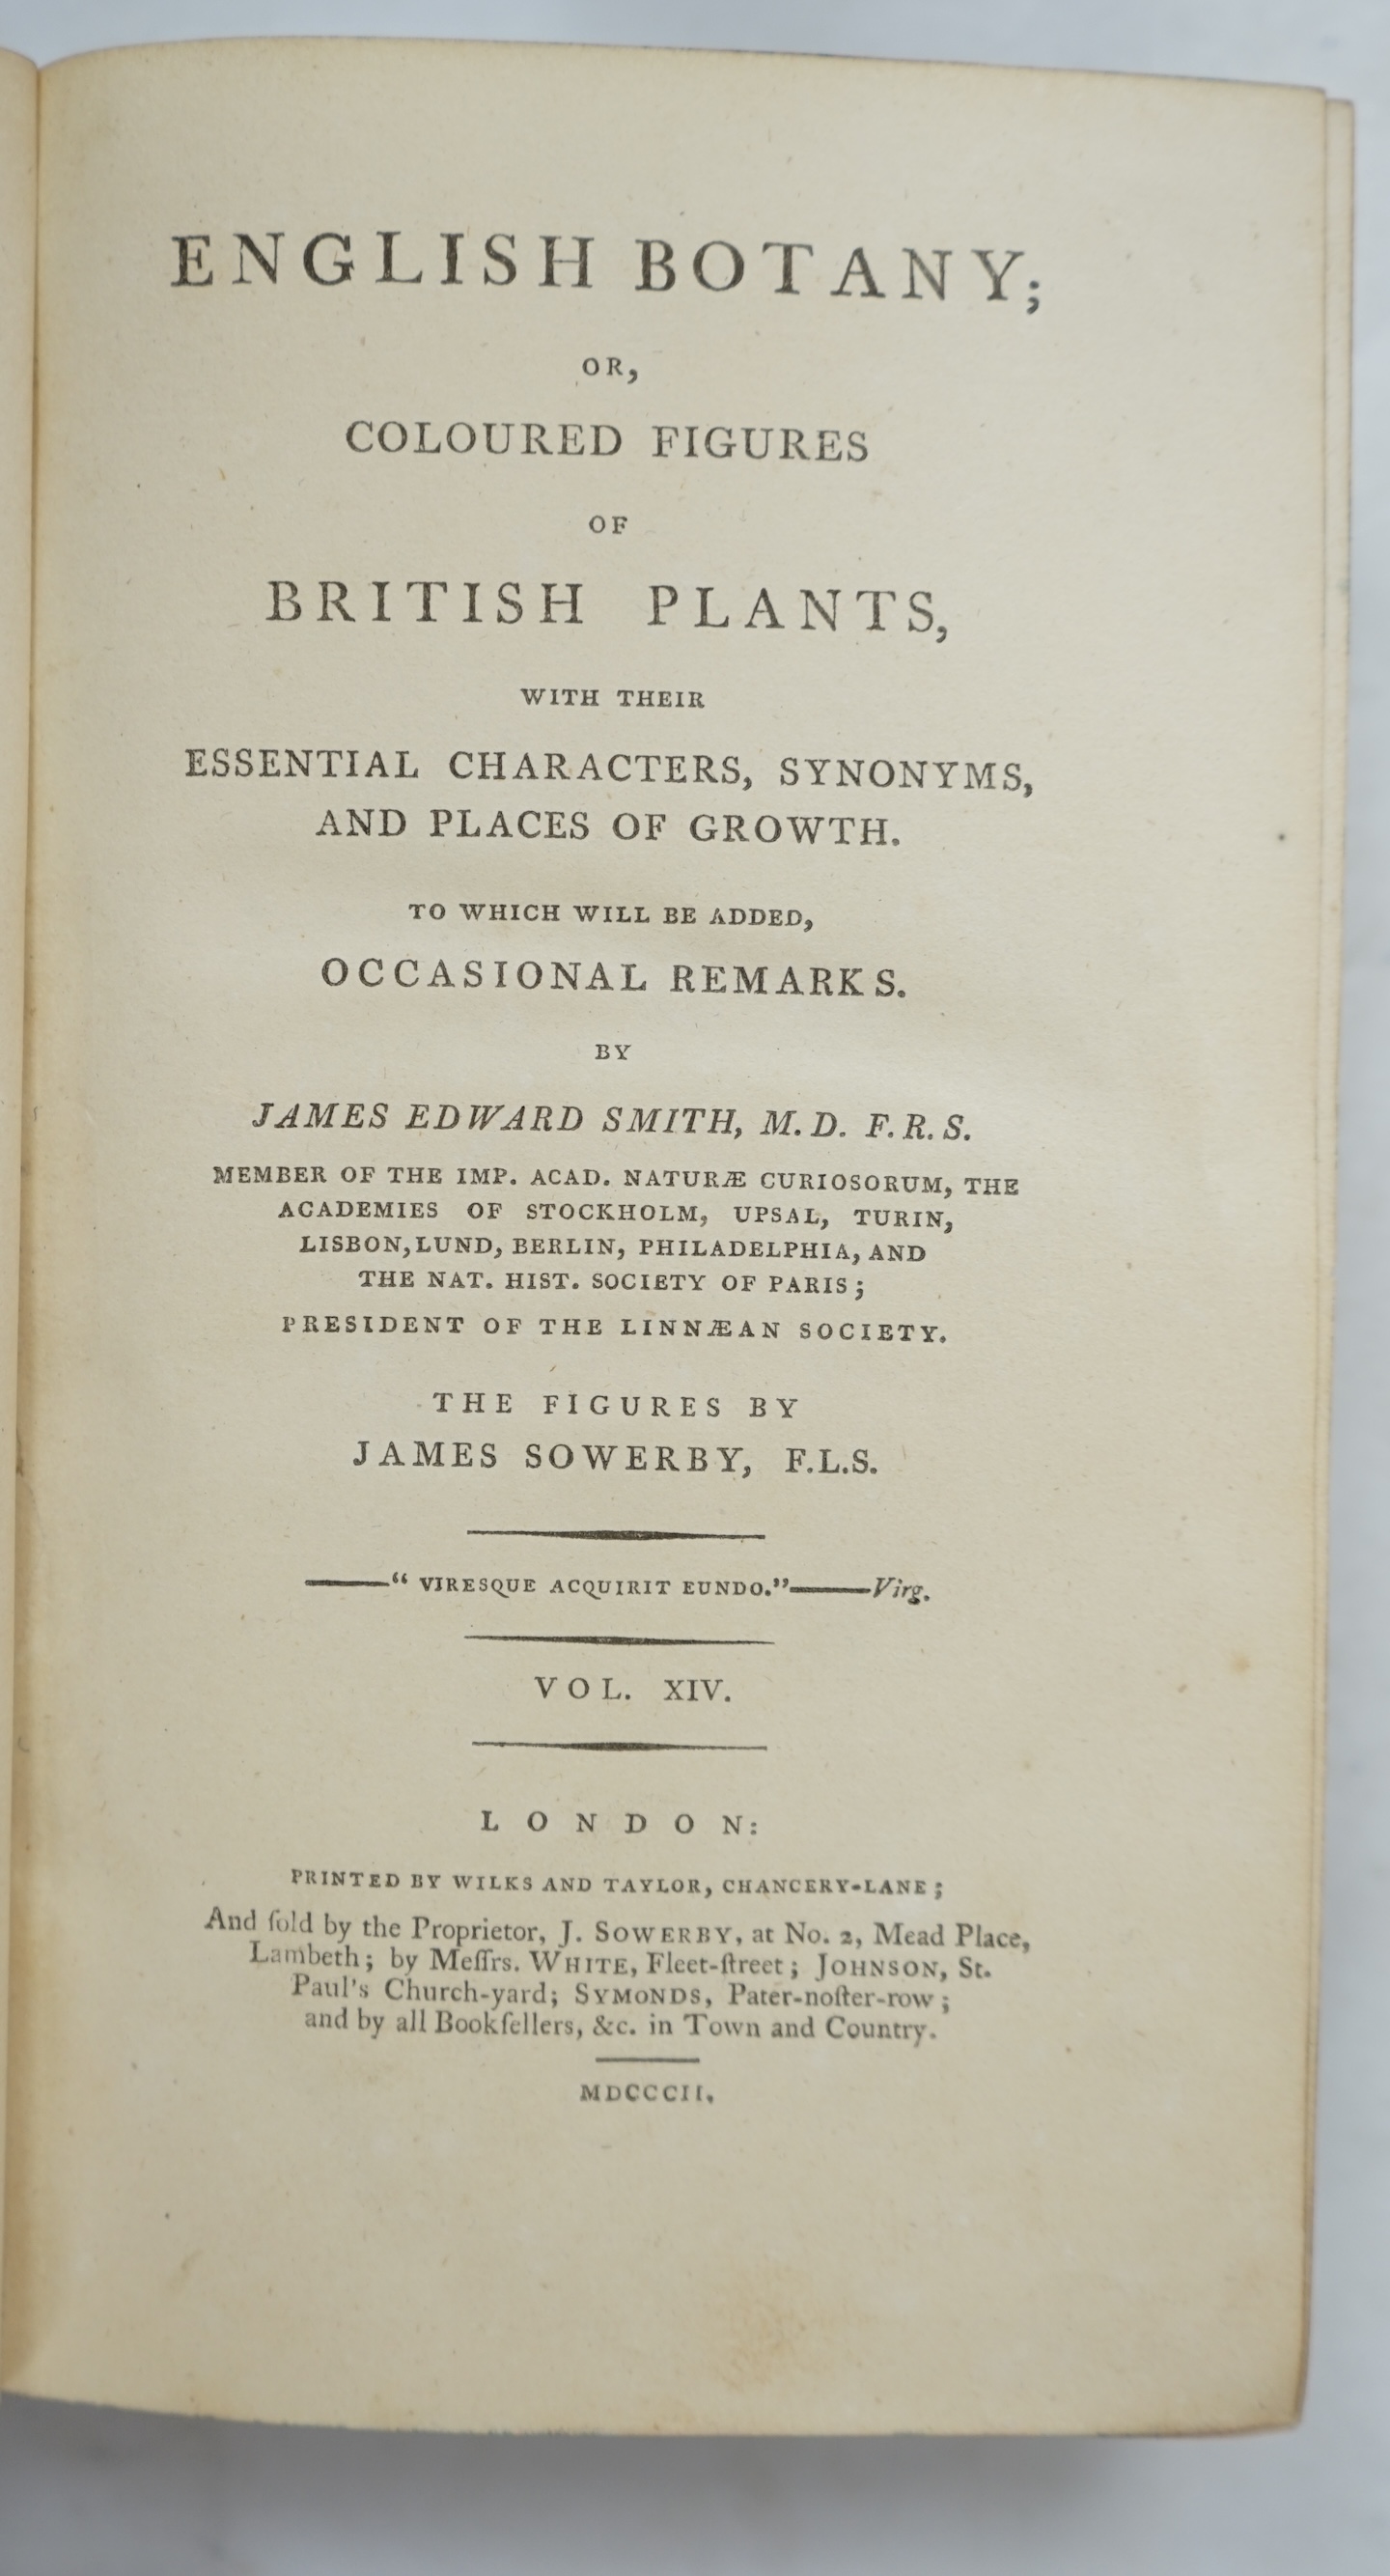 ENGLISH BOTANY;
OR,
COLOURED FIGURES
OF
BRITISH PLANTS,
WITH THEIR
ESSENTIAL CHARACTERS, SYNONYMS,
AND PLACES OF GROWTH.
TO WHICH WILL BE ADDED,
OCCASIONAL REMARKS.
BY
JAMES EDWARD SMITH, M.D. F.R.S.
MEMBER OF THE IMP. ACAD. NATURÆ CURIOSORUM, THE
ACADEMIES OF STOCKHOLM, UPSAL, TURIN,
LISBON, LUND, BERLIN, PHILADELPHIA, AND
THE NAT. HIST. SOCIETY OF PARIS;
PRESIDENT OF THE LINNÆAN SOCIETY.
THE FIGURES BY
JAMES SOWERBY, F.L.S.
——“ VIRESQUE ACQUIRIT EUNDO.”——Virg.
VOL. XIV.
LONDON:
PRINTED BY WILKS AND TAYLOR, CHANCERY-LANE;
And ſold by the Proprietor, J. SOWERBY, at No. 2, Mead Place,
Lambeth; by Meſſrs. WHITE, Fleet-ſtreet; JOHNSON, St.
Paul's Church-yard; SYMONDS, Pater-noſter-row;
and by all Bookſellers, &c. in Town and Country.
MDCCCII.